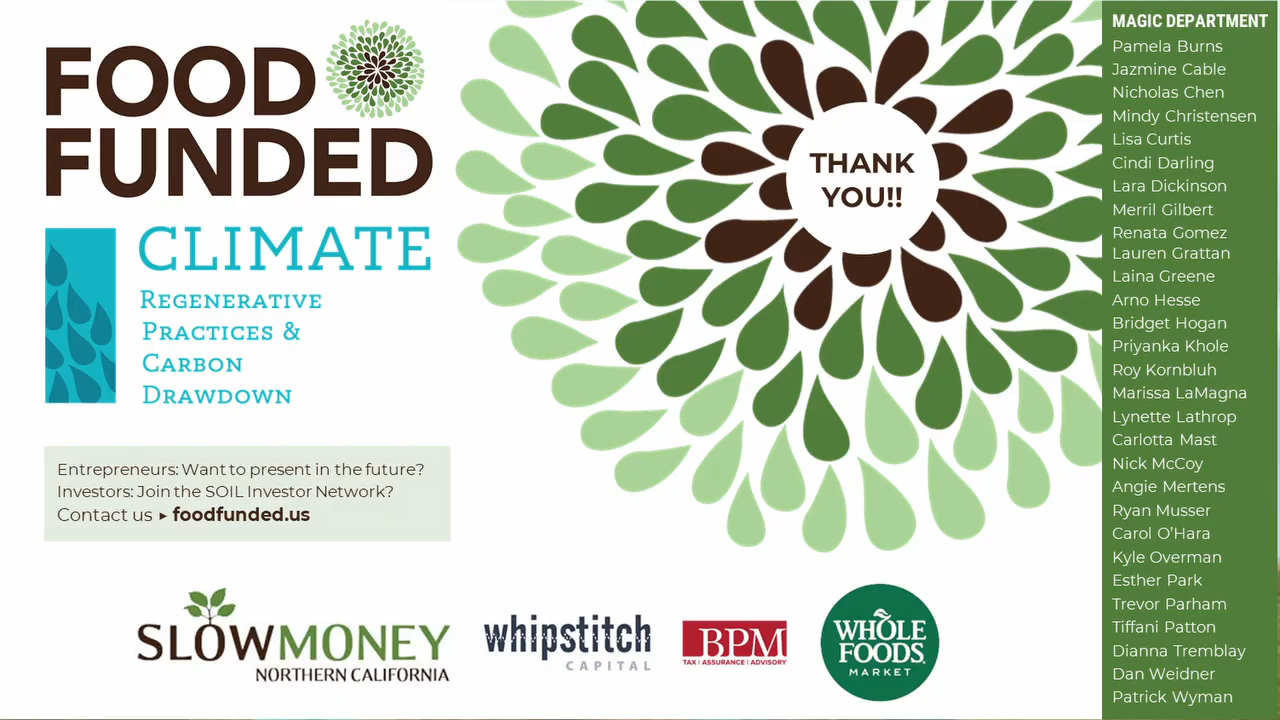 FOOD
FUNDED
CLIMATE
REGENERATIVE
PRACTICES &
CARBON
DRAWDOWN
Entrepreneurs: Want to present in the future?
Investors: Join the SOIL Investor Network?
Contact us ▸ foodfunded.us
THANK
YOU!!
SLOWMONEY
NORTHERN CALIFORNIA
whipstitch
CAPITAL
BPM
TAX | ASSURANCE | ADVISORY
WHOLE
FOODS
MARKET
MAGIC DEPARTMENT
Pamela Burns
Jazmine Cable
Nicholas Chen
Mindy Christensen
Lisa Curtis
Cindi Darling
Lara Dickinson
Merril Gilbert
Renata Gomez
Lauren Grattan
Laina Greene
Arno Hesse
Bridget Hogan
Priyanka Khole
Roy Kornbluh
Marissa LaMagna
Lynette Lathrop
Carlotta Mast
Nick McCoy
Angie Mertens
Ryan Musser
Carol O'Hara
Kyle Overman
Esther Park
Trevor Parham
Tiffani Patton
Dianna Tremblay
Dan Weidner
Patrick Wyman